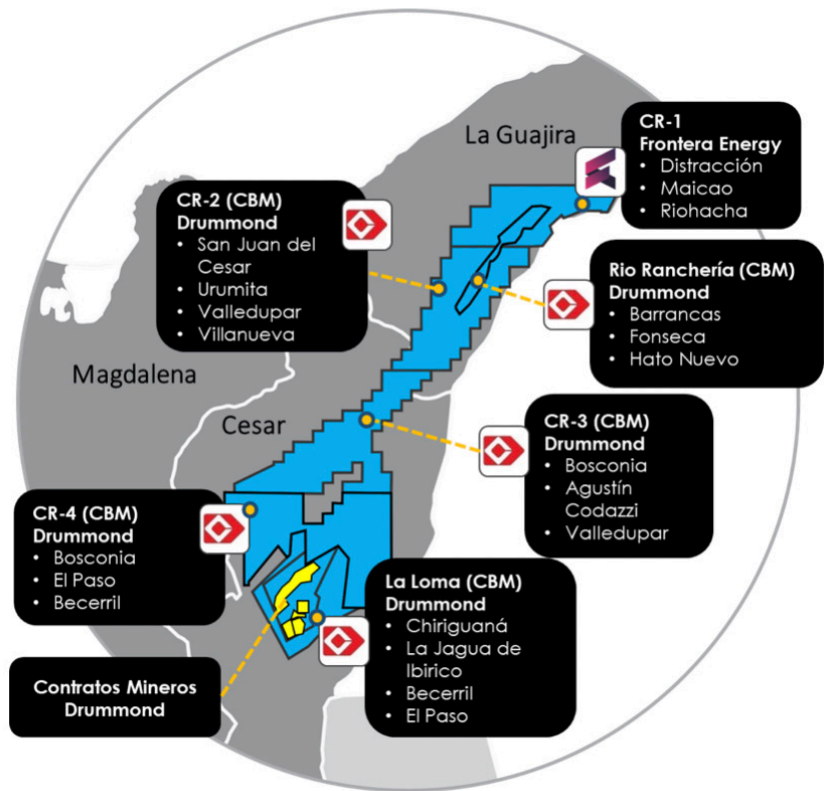 La Guajira
CR-1
Frontera Energy
• Distracción
• Maicao
• Riohacha
CR-2 (CBM)
Drummond
• San Juan del
Cesar
• Urumita
• Valledupar
• Villanueva
Rio Ranchería (CBM)
Drummond
• Barrancas
• Fonseca
• Hato Nuevo
Magdalena
Cesar
CR-3 (CBM)
Drummond
• Bosconia
• Agustín
Codazzi
• Valledupar
CR-4 (CBM)
Drummond
• Bosconia
• El Paso
• Becerril
La Loma (CBM)
Drummond
• Chiriguaná
• La Jagua de
Ibirico
• Becerril
• El Paso
Contratos Mineros
Drummond